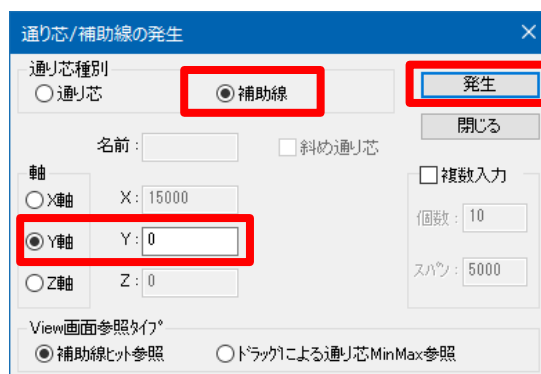 通り芯/補助線の発生
通り芯種別
通り芯 補助線
発生
閉じる
名前: 斜め通り芯
軸
X軸 X: 15000
Y軸 Y: 0
Z軸 Z: 0
複数入力
個数: 10
スパン: 5000
View画面参照タイプ
補助線ヒット参照 ドラッグによる通り芯MinMax参照